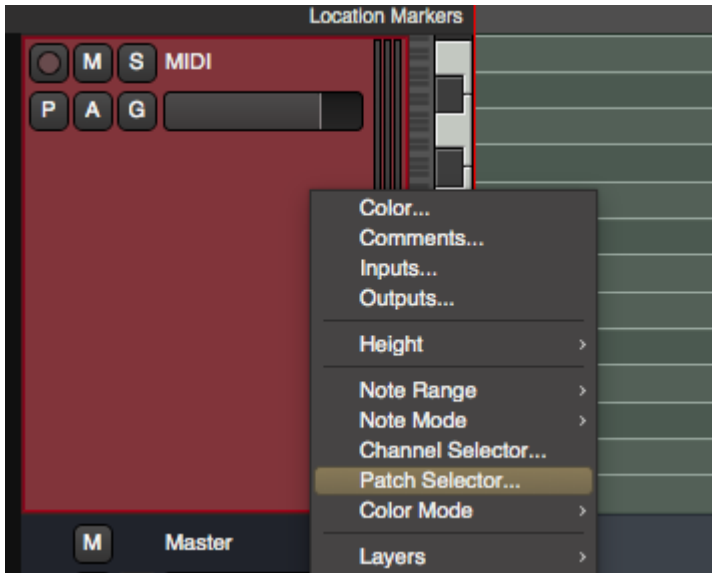 Location Markers
M S MIDI
P A G
Color...
Comments...
Inputs...
Outputs...
Height
Note Range
Note Mode
Channel Selector...
Patch Selector...
Color Mode
Layers
M Master